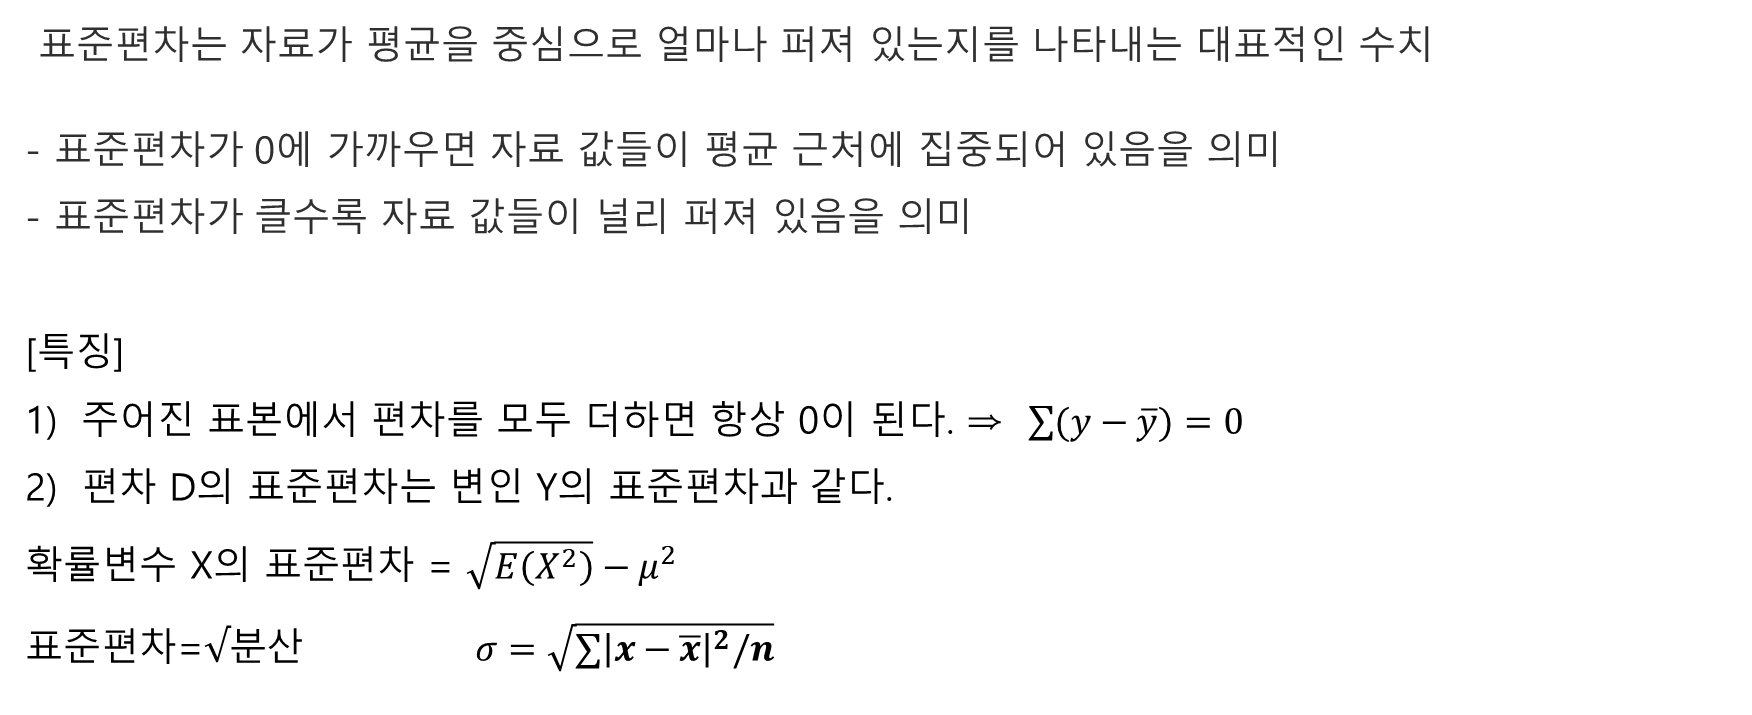 표준편차는 자료가 평균을 중심으로 얼마나 퍼져 있는지를 나타내는 대표적인 수치
- 표준편차가 0에 가까우면 자료 값들이 평균 근처에 집중되어 있음을 의미
- 표준편차가 클수록 자료 값들이 널리 퍼져 있음을 의미
[특징]
1) 주어진 표본에서 편차를 모두 더하면 항상 0이 된다. ⇒ ∑(y − y̅) = 0
2) 편차 D의 표준편차는 변인 Y의 표준편차과 같다.
확률변수 X의 표준편차 = √E(X²) − μ²
표준편차=√분산 σ = √∑|x − x̅|²/n